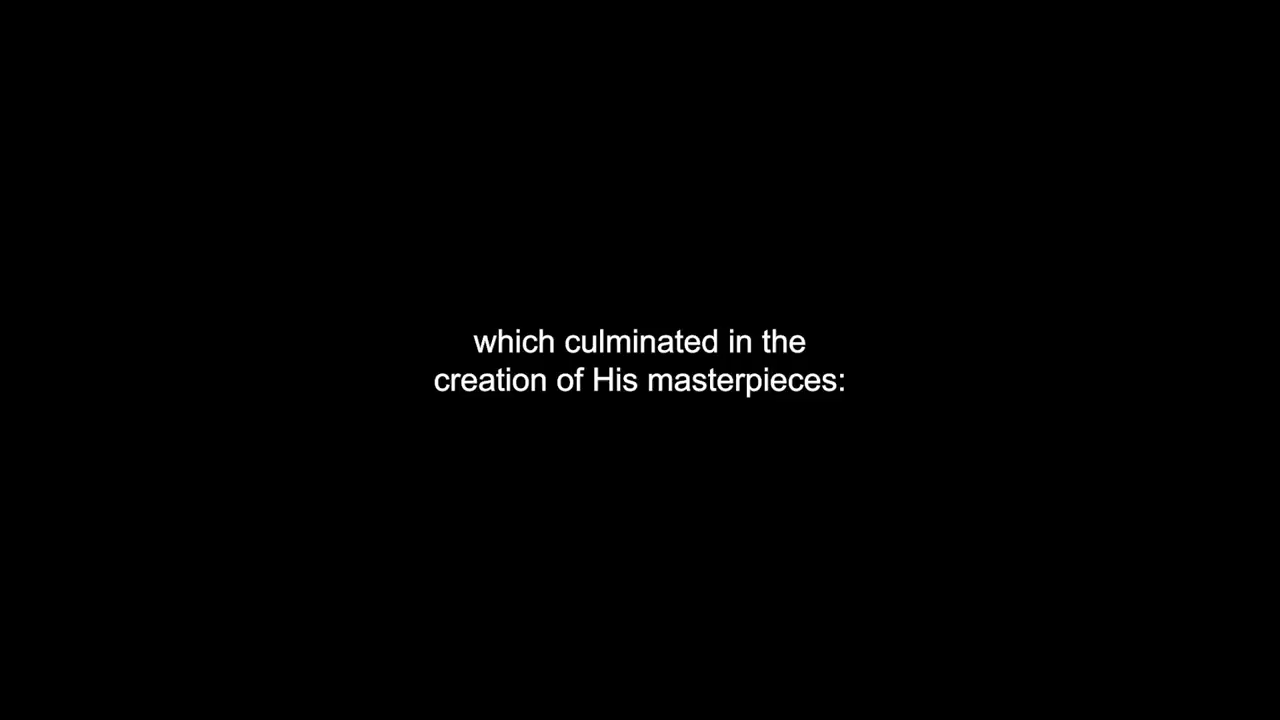 which culminated in the
creation of His masterpieces: